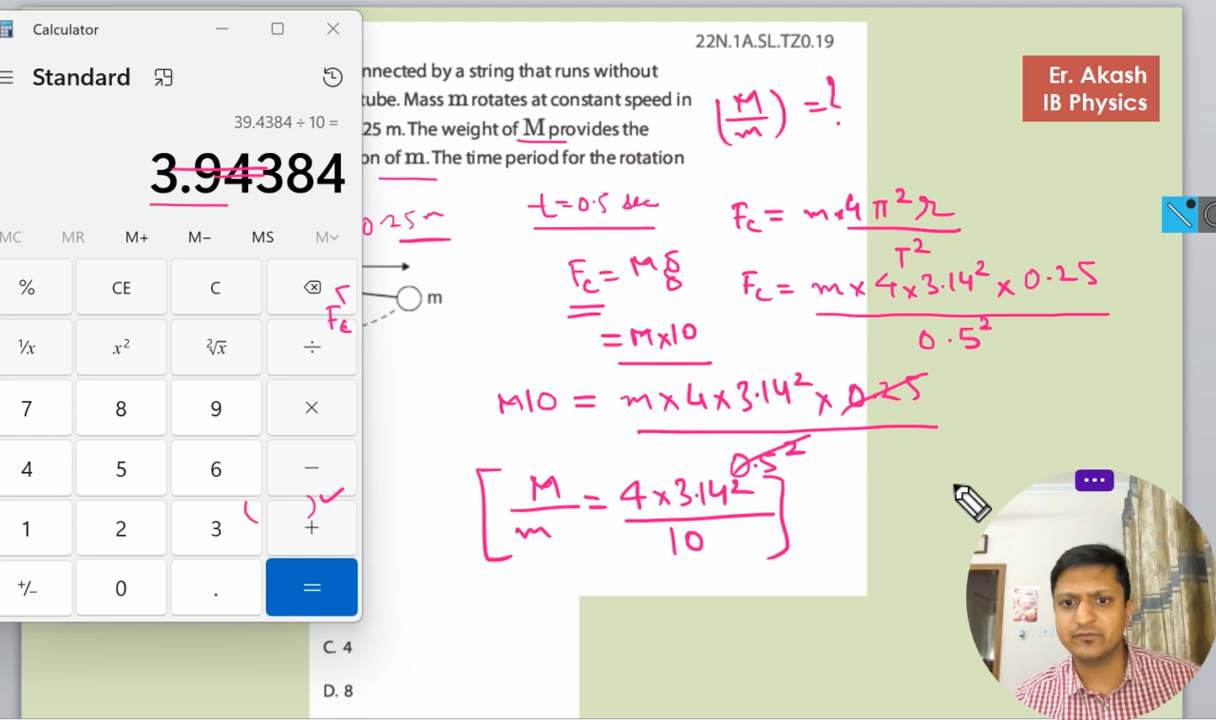 Calculator
Standard
39.4384 ÷ 10 =
3.94384
MC MR M+ M− MS M˅
% CE C
¹/x x² ²√x ÷
7 8 9 ×
4 5 6 −
1 2 3 +
+/− 0 . =
22N.1A.SL.TZ0.19
nnected by a string that runs without
tube. Mass m rotates at constant speed in
25 m. The weight of M provides the
on of m. The time period for the rotation
(M/m) = ?
0.25m
t = 0.5 sec
Fc = m×4π²r / T²
m
Fc
Fc = Mg
= M×10
Fc = m×4×3.14²×0.25 / 0.5²
M10 = m×4×3.14²×0.25 / 0.5²
[M/m = 4×3.14² / 10]
( )✓
C. 4
D. 8
Er. Akash
IB Physics